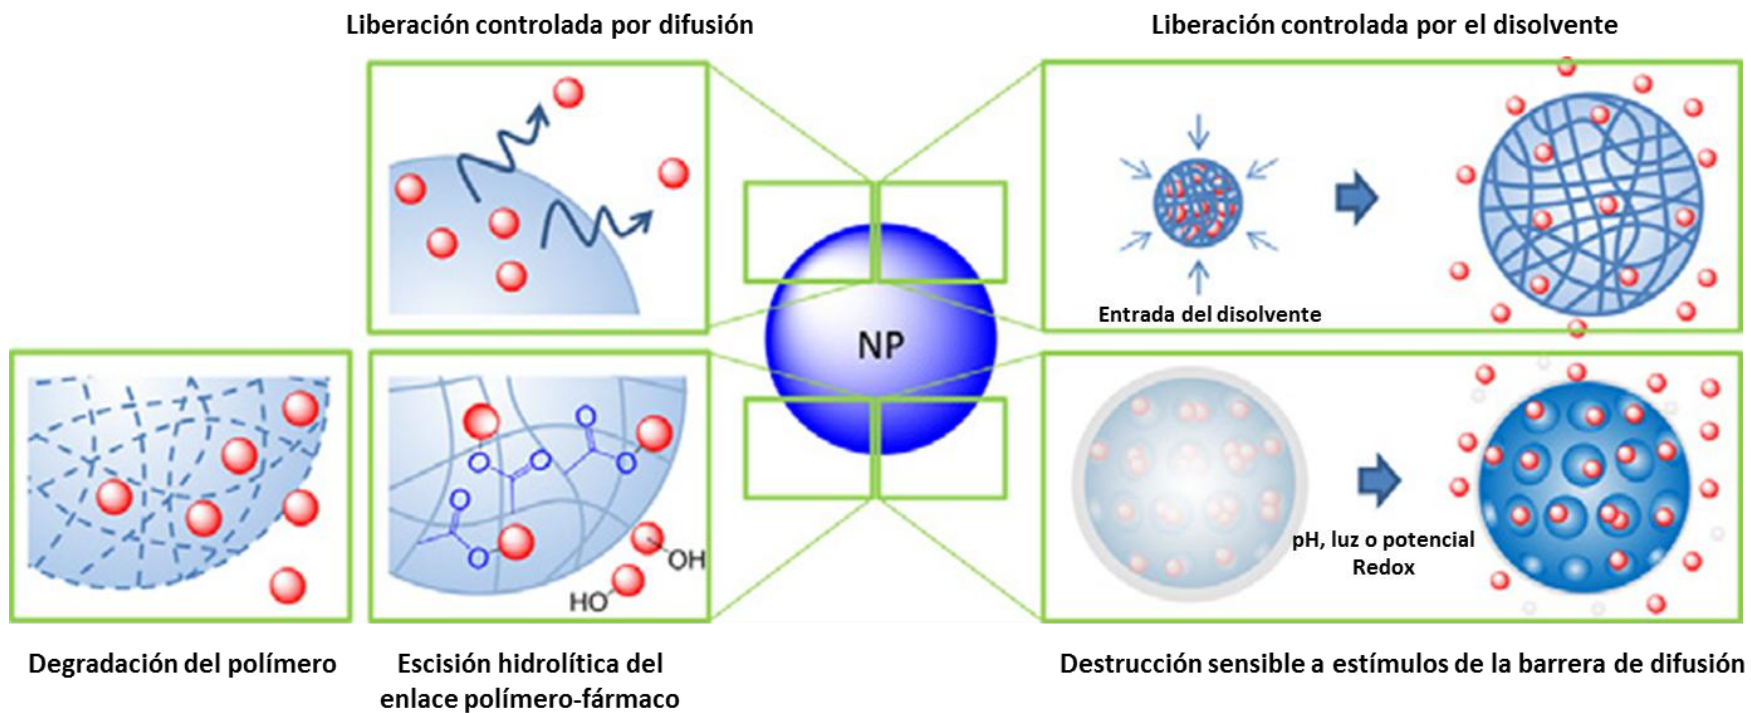 Liberación controlada por difusión
Liberación controlada por el disolvente
Entrada del disolvente
NP
O
O
O
O
O
O
OH
HO
pH, luz o potencial
Redox
Degradación del polímero
Escisión hidrolítica del
enlace polímero-fármaco
Destrucción sensible a estímulos de la barrera de difusión